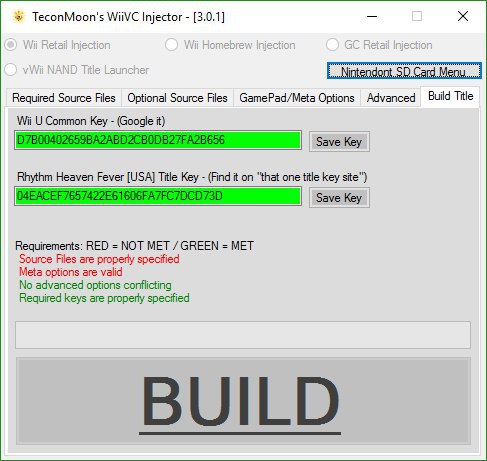 TeconMoon's WiiVC Injector - [3.0.1]
Wii Retail Injection Wii Homebrew Injection GC Retail Injection
vWii NAND Title Launcher Nintendont SD Card Menu
Required Source Files Optional Source Files GamePad/Meta Options Advanced Build Title
Wii U Common Key - (Google it)
D7B00402659BA2ABD2CB0DB27FA2B656 Save Key
Rhythm Heaven Fever [USA] Title Key - (Find it on "that one title key site")
04EACEF7657422E61606FA7FC7DCD73D Save Key
Requirements: RED = NOT MET / GREEN = MET
Source Files are properly specified
Meta options are valid
No advanced options conflicting
Required keys are properly specified
BUILD